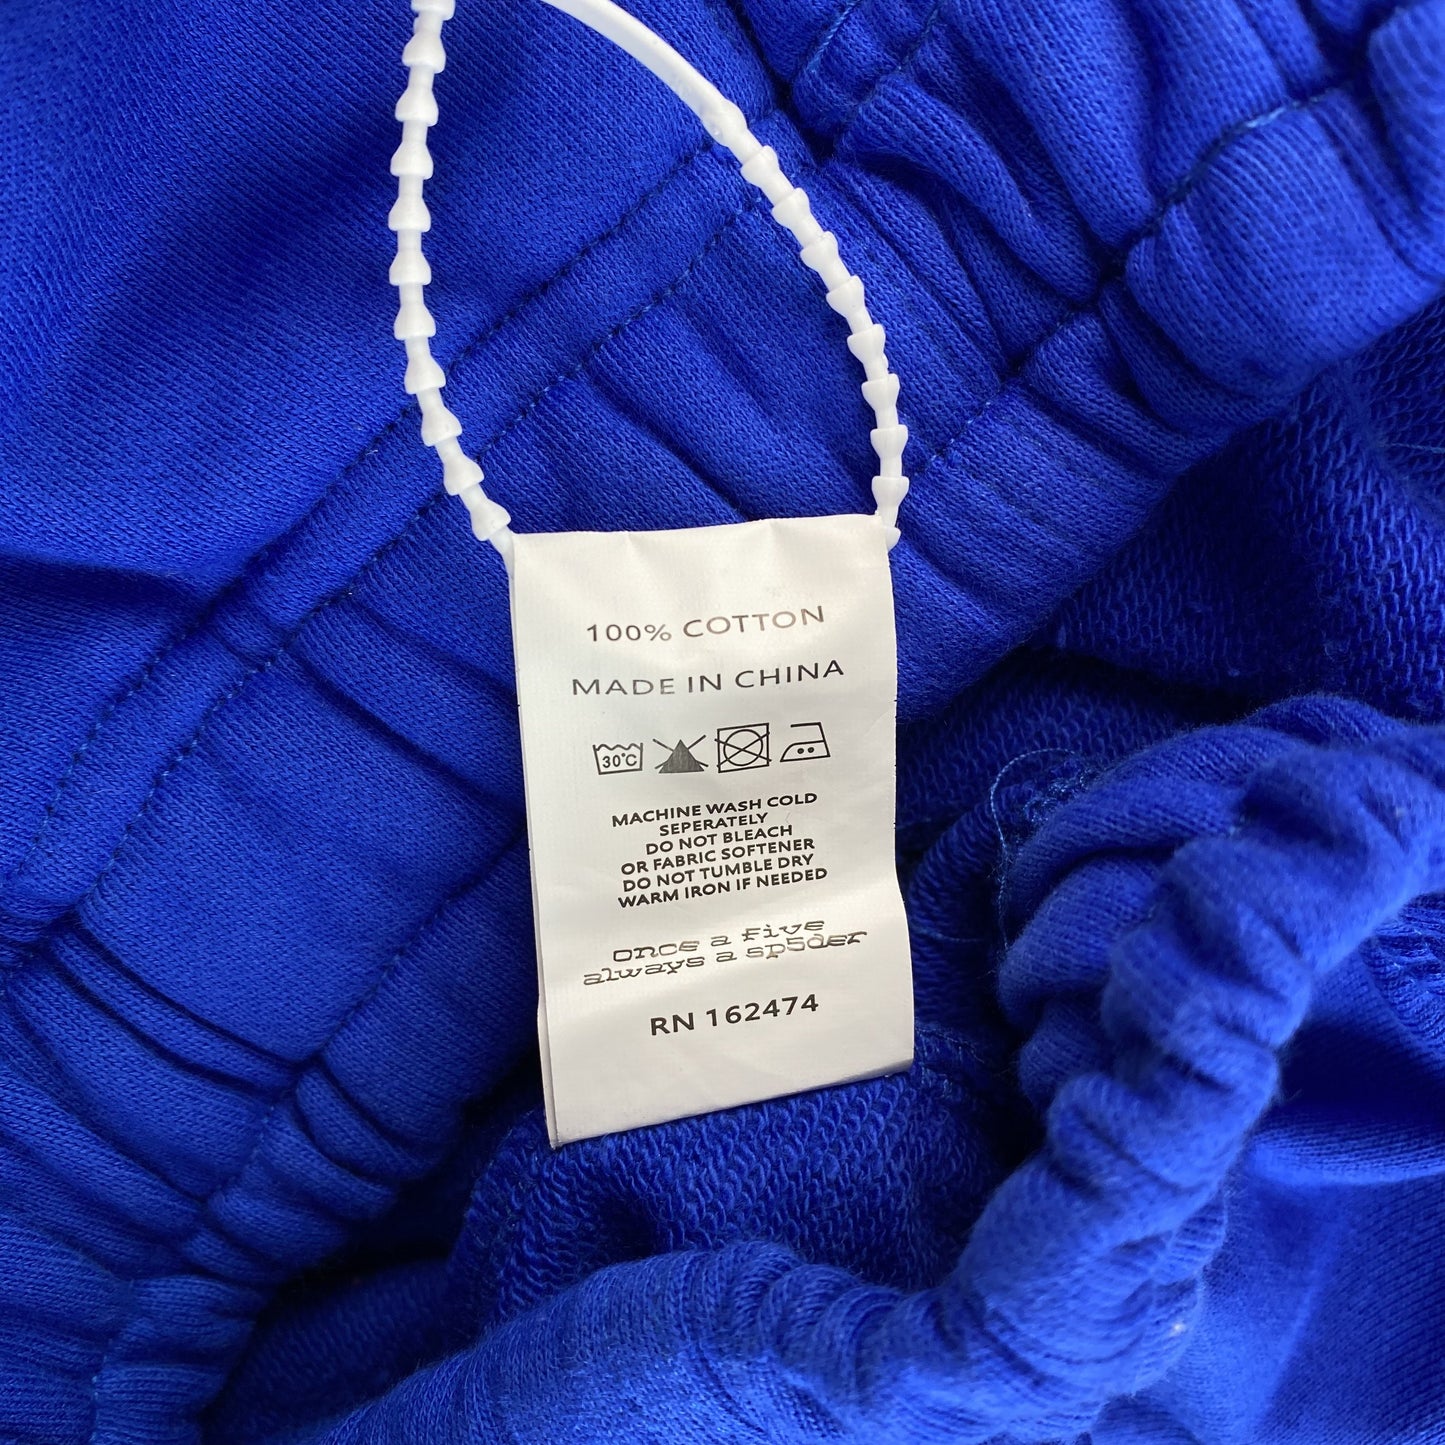 100% COTTON
MADE IN CHINA
30°C
MACHINE WASH COLD
SEPERATELY
DO NOT BLEACH
OR FABRIC SOFTENER
DO NOT TUMBLE DRY
WARM IRON IF NEEDED
once a five
always a sp5der
RN 162474